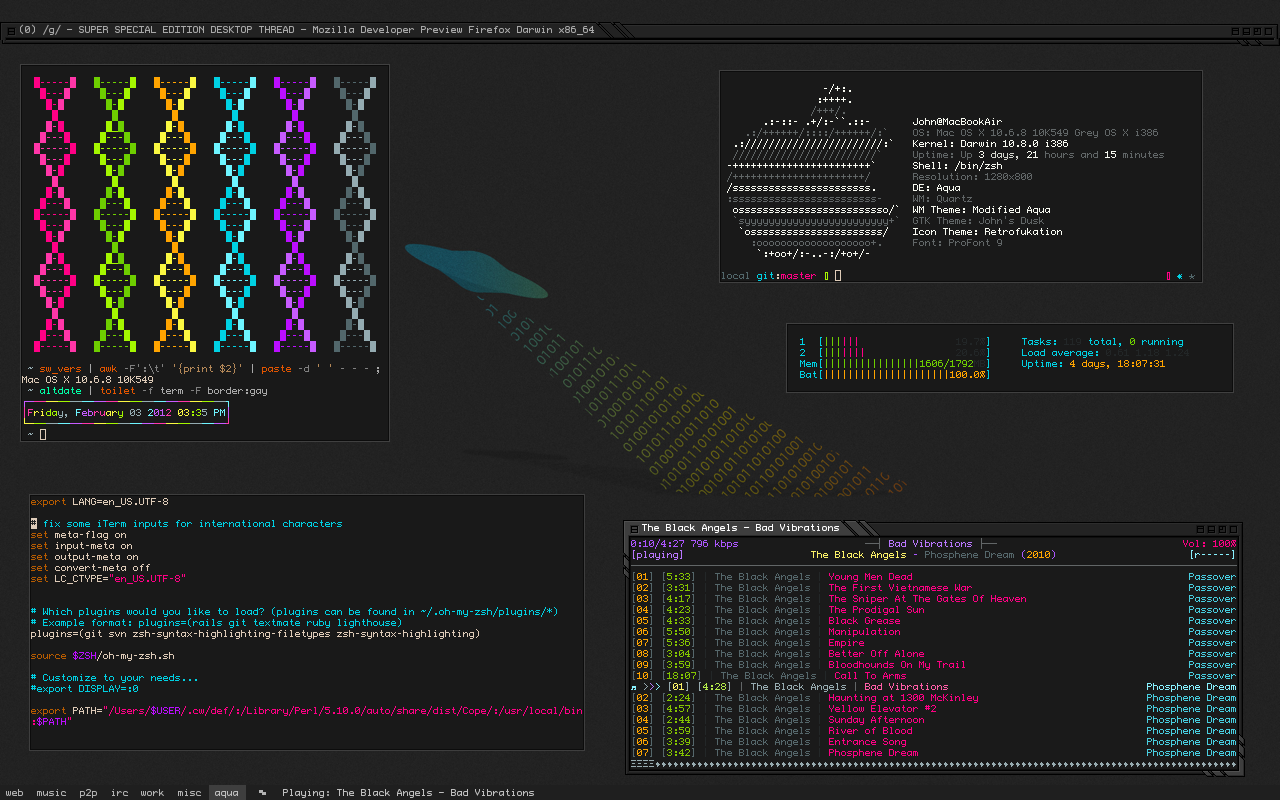 (0) /g/ - SUPER SPECIAL EDITION DESKTOP THREAD - Mozilla Developer Preview Firefox Darwin x86_64
~ sw_vers | awk -F':\t' '{print $2}' | paste -d ' ' - - - ;
Mac OS X 10.6.8 10K549
~ altdate | toilet -f term -F border:gay
Friday, February 03 2012 03:35 PM
~
John@MacBookAir
OS: Mac OS X 10.6.8 10K549 Grey OS X i386
Kernel: Darwin 10.8.0 i386
Uptime: Up 3 days, 21 hours and 15 minutes
Shell: /bin/zsh
Resolution: 1280x800
DE: Aqua
WM: Quartz
WM Theme: Modified Aqua
GTK Theme: John's Dusk
Icon Theme: Retrofukation
Font: ProFont 9
local git:master
1 [||||||
2 [|||||||
Mem[||||||||||||||||||1606/1792 ]
Bat[|||||||||||||||||||||100.0%]
Tasks: total, 0 running
Load average:
Uptime: 4 days, 18:07:31
export LANG=en_US.UTF-8
# fix some iTerm inputs for international characters
set meta-flag on
set input-meta on
set output-meta on
set convert-meta off
set LC_CTYPE="en_US.UTF-8"
# Which plugins would you like to load? (plugins can be found in ~/.oh-my-zsh/plugins/*)
# Example format: plugins=(rails git textmate ruby lighthouse)
plugins=(git svn zsh-syntax-highlighting-filetypes zsh-syntax-highlighting)
source $ZSH/oh-my-zsh.sh
# Customize to your needs...
#export DISPLAY=:0
export PATH="/Users/$USER/.cw/def/:/Library/Perl/5.10.0/auto/share/dist/Cope/:/usr/local/bin
:$PATH"
The Black Angels - Bad Vibrations
0:10/4:27 796 kbps Bad Vibrations Vol: 100%
[playing] The Black Angels - Phosphene Dream (2010) [r-----]
[01] [5:33] | The Black Angels | Young Men Dead Passover
[02] [3:31] | The Black Angels | The First Vietnamese War Passover
[03] [4:17] | The Black Angels | The Sniper At The Gates Of Heaven Passover
[04] [4:23] | The Black Angels | The Prodigal Sun Passover
[05] [4:33] | The Black Angels | Black Grease Passover
[06] [5:50] | The Black Angels | Manipulation Passover
[07] [5:36] | The Black Angels | Empire Passover
[08] [3:04] | The Black Angels | Better Off Alone Passover
[09] [3:59] | The Black Angels | Bloodhounds On My Trail Passover
[10] [18:07] | The Black Angels | Call To Arms Passover
>>> [01] [4:28] | The Black Angels | Bad Vibrations Phosphene Dream
[02] [2:24] | The Black Angels | Haunting at 1300 McKinley Phosphene Dream
[03] [4:57] | The Black Angels | Yellow Elevator #2 Phosphene Dream
[04] [2:44] | The Black Angels | Sunday Afternoon Phosphene Dream
[05] [3:59] | The Black Angels | River of Blood Phosphene Dream
[06] [3:39] | The Black Angels | Entrance Song Phosphene Dream
[07] [3:42] | The Black Angels | Phosphene Dream Phosphene Dream
web music p2p irc work misc aqua Playing: The Black Angels - Bad Vibrations